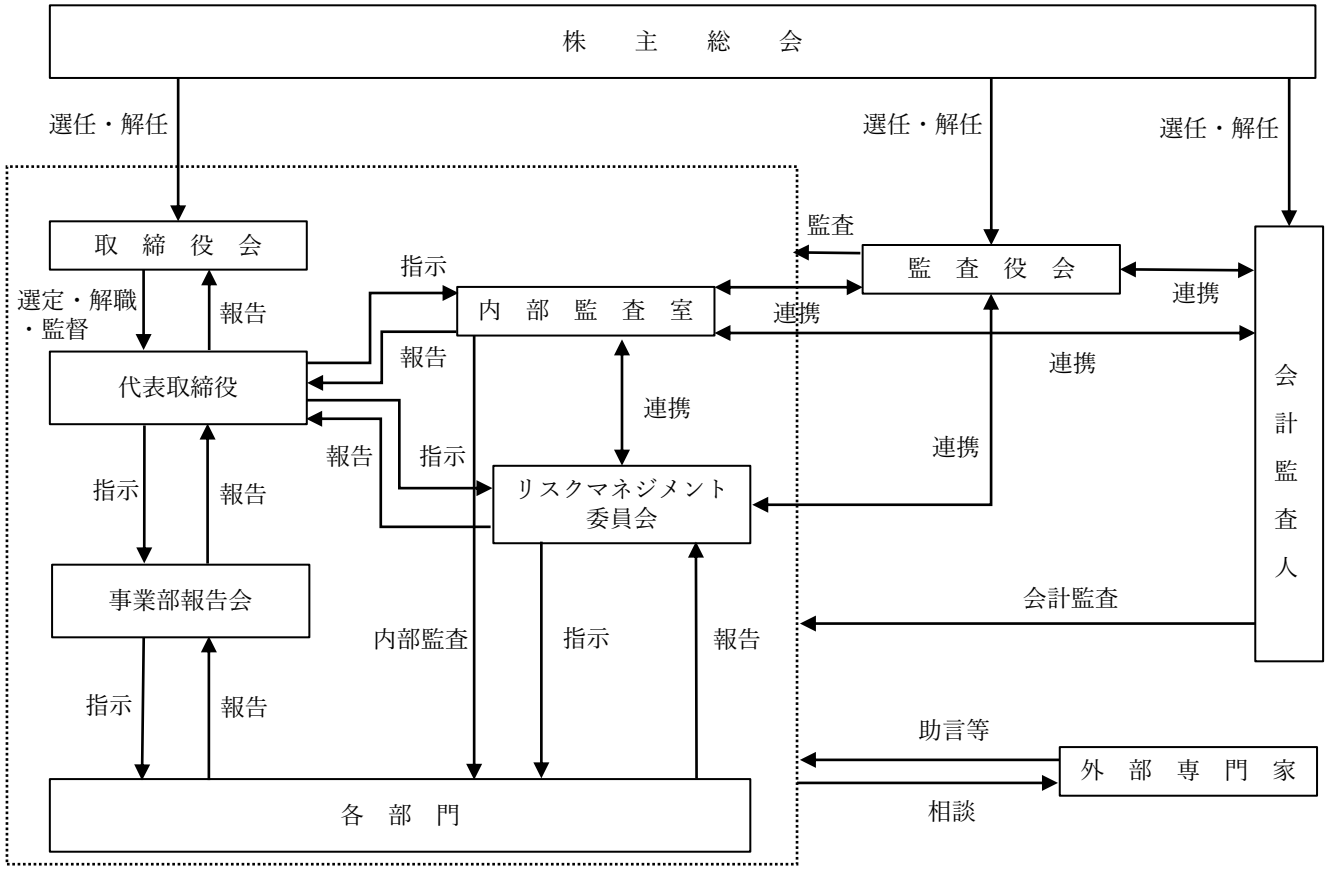 株 主 総 会
選任・解任
選任・解任
選任・解任
取 締 役 会
監査
監 査 役 会
指示
選定・解職
・監督
報告
内 部 監 査 室
連携
連携
報告
連携
代表取締役
会計監査人
連携
報告
指示
連携
指示
報告
リスクマネジメント
委員会
事業部報告会
会計監査
内部監査
指示
報告
指示
報告
助言等
外 部 専 門 家
相談
各 部 門